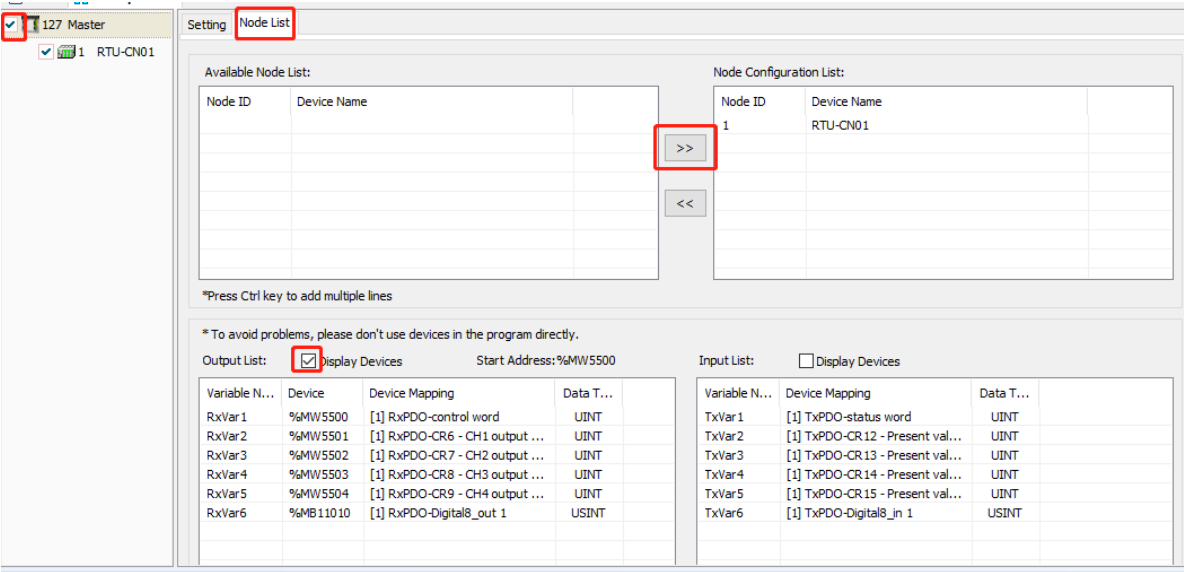 127 Master
1 RTU-CN01
Setting Node List
Available Node List: Node Configuration List:
Node ID Device Name Node ID Device Name
1 RTU-CN01
>>
<<
*Press Ctrl key to add multiple lines
* To avoid problems, please don't use devices in the program directly.
Output List: Display Devices Start Address:%MW5500 Input List: Display Devices
Variable N... Device Device Mapping Data T... Variable N... Device Mapping Data T...
RxVar1 %MW5500 [1] RxPDO-control word UINT TxVar1 [1] TxPDO-status word UINT
RxVar2 %MW5501 [1] RxPDO-CR6 - CH1 output ... UINT TxVar2 [1] TxPDO-CR12 - Present val... UINT
RxVar3 %MW5502 [1] RxPDO-CR7 - CH2 output ... UINT TxVar3 [1] TxPDO-CR13 - Present val... UINT
RxVar4 %MW5503 [1] RxPDO-CR8 - CH3 output ... UINT TxVar4 [1] TxPDO-CR14 - Present val... UINT
RxVar5 %MW5504 [1] RxPDO-CR9 - CH4 output ... UINT TxVar5 [1] TxPDO-CR15 - Present val... UINT
RxVar6 %MB11010 [1] RxPDO-Digital8_out 1 USINT TxVar6 [1] TxPDO-Digital8_in 1 USINT